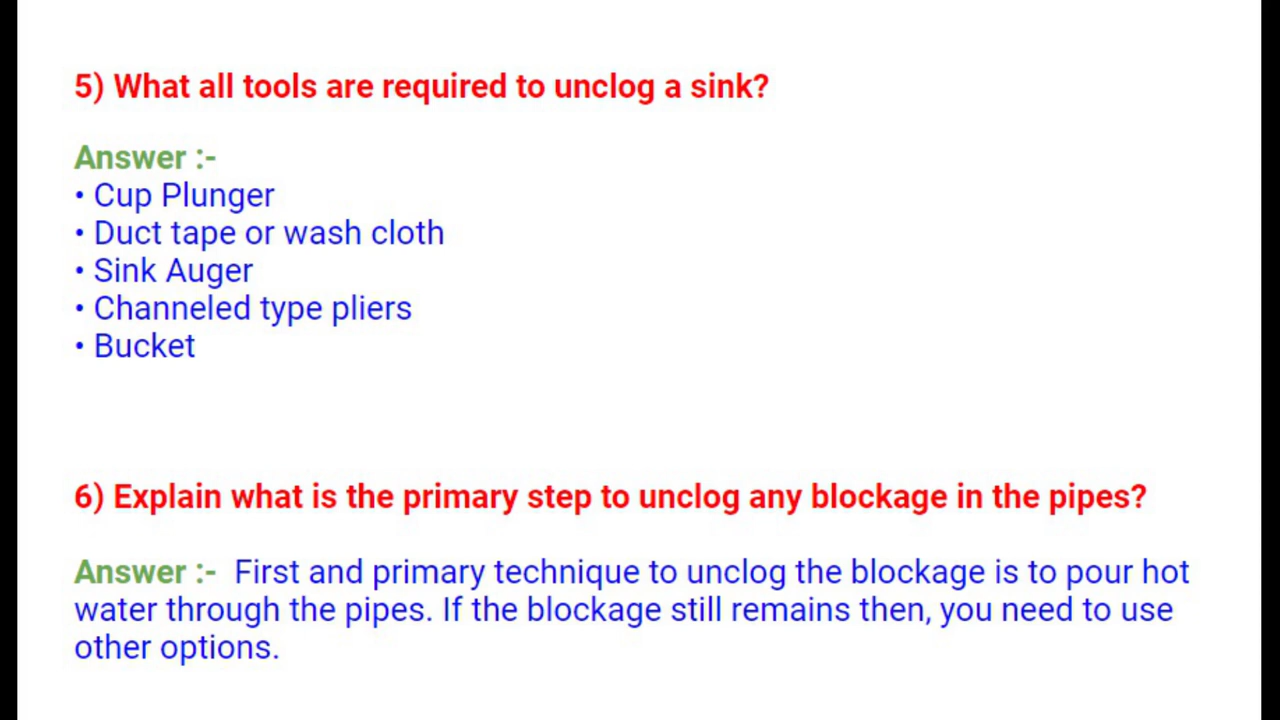 5) What all tools are required to unclog a sink?
Answer :-
• Cup Plunger
• Duct tape or wash cloth
• Sink Auger
• Channeled type pliers
• Bucket
6) Explain what is the primary step to unclog any blockage in the pipes?
Answer :- First and primary technique to unclog the blockage is to pour hot
water through the pipes. If the blockage still remains then, you need to use
other options.